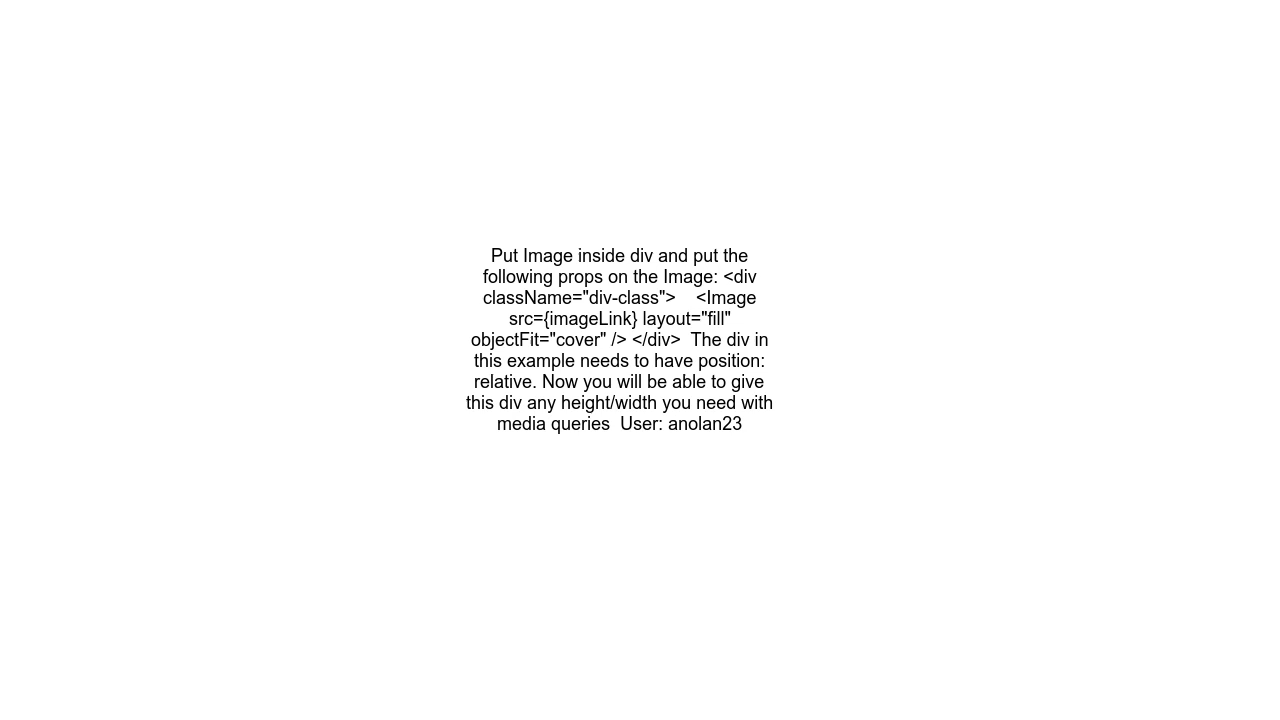 Put Image inside div and put the
following props on the Image: <div
className="div-class">    <Image
src={imageLink} layout="fill"
objectFit="cover" /> </div>  The div in
this example needs to have position:
relative. Now you will be able to give
this div any height/width you need with
media queries  User: anolan23